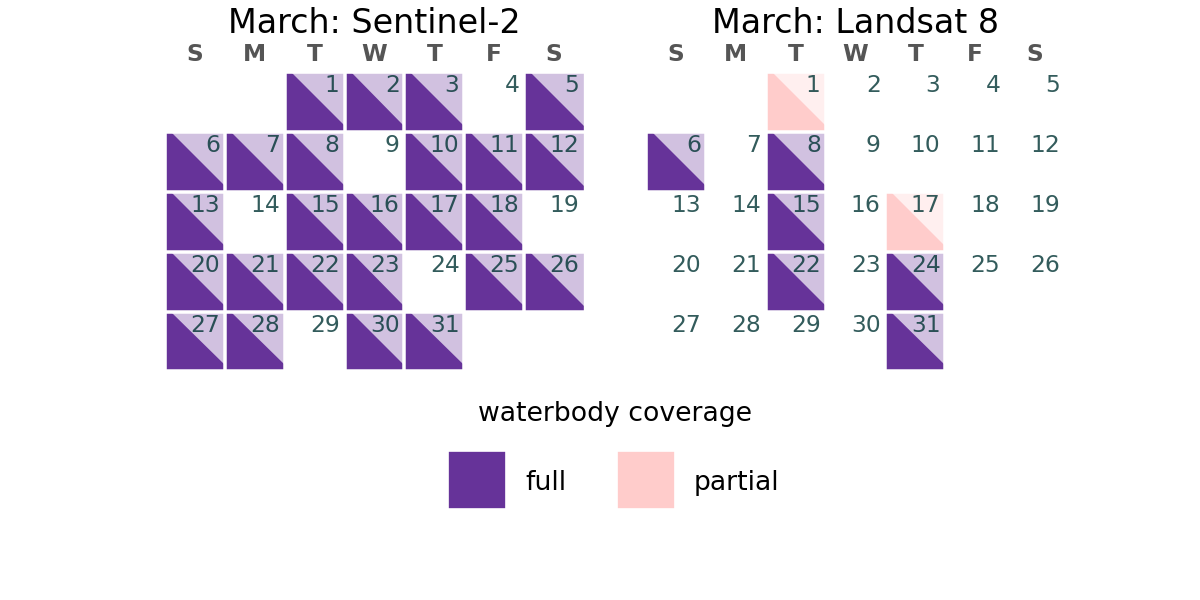 March: Sentinel-2
S M T W T F S
1 2 3 4 5
6 7 8 9 10 11 12
13 14 15 16 17 18 19
20 21 22 23 24 25 26
27 28 29 30 31
March: Landsat 8
S M T W T F S
1 2 3 4 5
6 7 8 9 10 11 12
13 14 15 16 17 18 19
20 21 22 23 24 25 26
27 28 29 30 31
waterbody coverage
full
partial